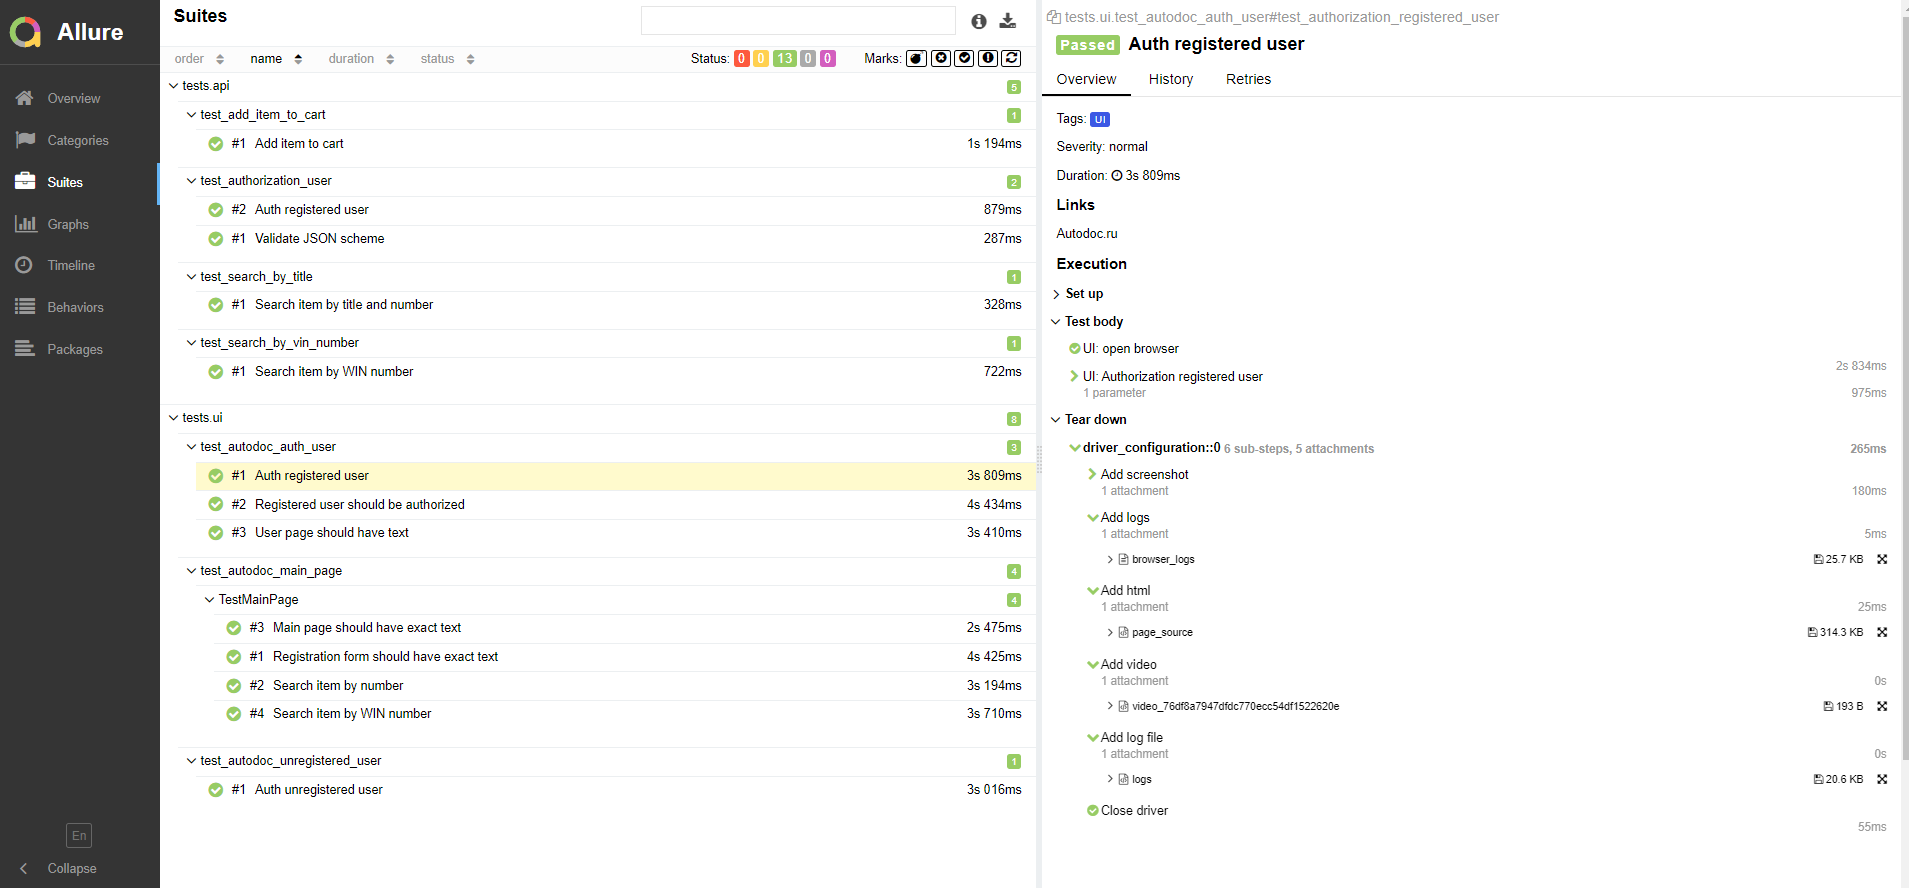 Allure
Overview
Categories
Suites
Graphs
Timeline
Behaviors
Packages
En
Collapse
Suites
order name duration status Status: 0 0 13 0 0 Marks:
tests.api 5
test_add_item_to_cart 1
#1 Add item to cart 1s 194ms
test_authorization_user 2
#2 Auth registered user 879ms
#1 Validate JSON scheme 287ms
test_search_by_title 1
#1 Search item by title and number 328ms
test_search_by_vin_number 1
#1 Search item by WIN number 722ms
tests.ui 8
test_autodoc_auth_user 3
#1 Auth registered user 3s 809ms
#2 Registered user should be authorized 4s 434ms
#3 User page should have text 3s 410ms
test_autodoc_main_page 4
TestMainPage 4
#3 Main page should have exact text 2s 475ms
#1 Registration form should have exact text 4s 425ms
#2 Search item by number 3s 194ms
#4 Search item by WIN number 3s 710ms
test_autodoc_unregistered_user 1
#1 Auth unregistered user 3s 016ms
tests.ui.test_autodoc_auth_user#test_authorization_registered_user
Passed Auth registered user
Overview History Retries
Tags: UI
Severity: normal
Duration: 3s 809ms
Links
Autodoc.ru
Execution
Set up
Test body
UI: open browser
2s 834ms
UI: Authorization registered user
1 parameter 975ms
Tear down
driver_configuration::0 6 sub-steps, 5 attachments 265ms
Add screenshot
1 attachment 180ms
Add logs
1 attachment 5ms
browser_logs 25.7 KB
Add html
1 attachment 25ms
page_source 314.3 KB
Add video
1 attachment 0s
video_76df8a7947dfdc770ecc54df1522620e 193 B
Add log file
1 attachment 0s
logs 20.6 KB
Close driver
55ms